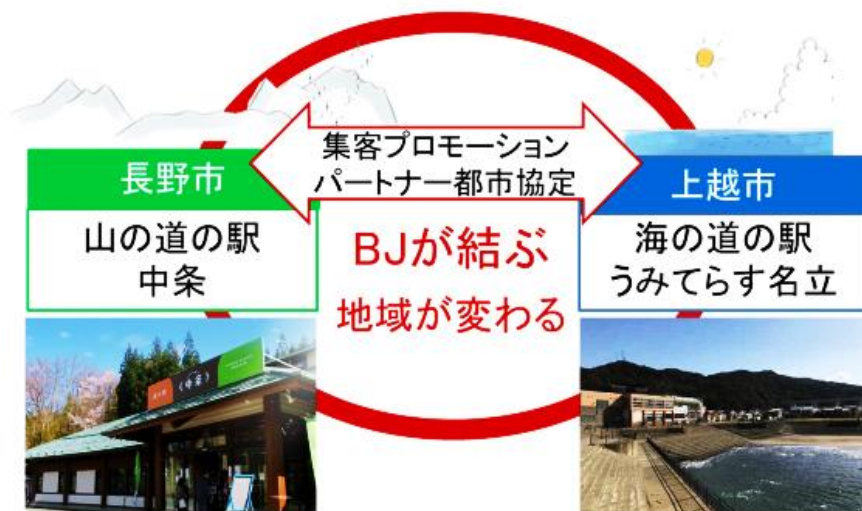 集客プロモーション
パートナー都市協定
長野市
山の道の駅
中条
上越市
海の道の駅
うみてらす名立
BJが結ぶ
地域が変わる